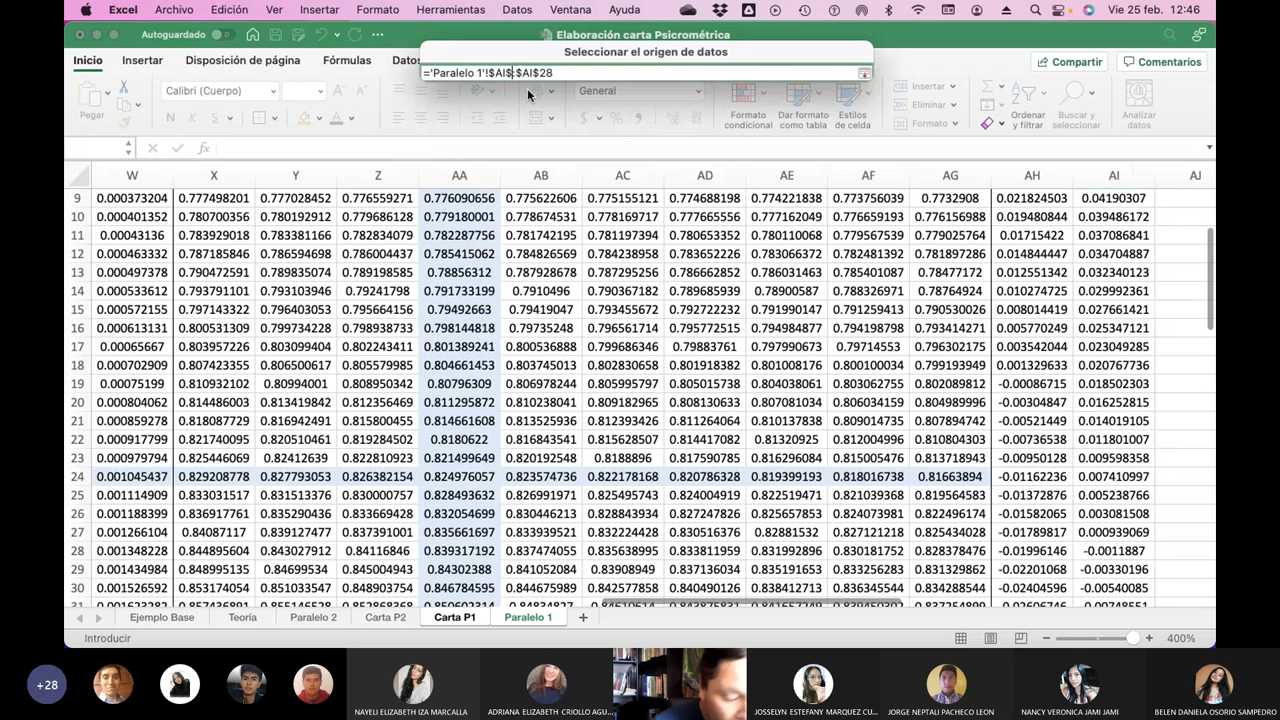 Excel Archivo Edición Ver Insertar Formato Herramientas Datos Ventana Ayuda Vie 25 feb. 12:46
Autoguardado Elaboración carta Psicrométrica
Seleccionar el origen de datos
Inicio Insertar Disposición de página Fórmulas Datos Compartir Comentarios
='Paralelo 1'!$AI$:$AI$28
Calibri (Cuerpo) General
Pegar N K S $ % Formato condicional Dar formato como tabla Estilos de celda Insertar Eliminar Formato Ordenar y filtrar Buscar y seleccionar Analizar datos
fx
W X Y Z AA AB AC AD AE AF AG AH AI AJ
9 0.000373204 0.777498201 0.777028452 0.776559271 0.776090656 0.775622606 0.775155121 0.774688198 0.774221838 0.773756039 0.7732908 0.021824503 0.04190307
10 0.000401352 0.780700356 0.780192912 0.779686128 0.779180001 0.778674531 0.778169717 0.777665556 0.777162049 0.776659193 0.776156988 0.019480844 0.039486172
11 0.00043136 0.783929018 0.783381166 0.782834079 0.782287756 0.781742195 0.781197394 0.780653352 0.780110068 0.779567539 0.779025764 0.01715422 0.037086841
12 0.000463332 0.787185846 0.786594698 0.786004437 0.785415062 0.784826569 0.784238958 0.783652226 0.783066372 0.782481392 0.781897286 0.014844447 0.034704887
13 0.000497378 0.790472591 0.789835074 0.789198585 0.78856312 0.787928678 0.787295256 0.786662852 0.786031463 0.785401087 0.78477172 0.012551342 0.032340123
14 0.000533612 0.793791101 0.793103946 0.79241798 0.791733199 0.7910496 0.790367182 0.789685939 0.78900587 0.788326971 0.78764924 0.010274725 0.029992361
15 0.000572155 0.797143322 0.796403053 0.795664156 0.79492663 0.79419047 0.793455672 0.792722232 0.791990147 0.791259413 0.790530026 0.008014419 0.027661421
16 0.000613131 0.800531309 0.799734228 0.798938733 0.798144818 0.79735248 0.796561714 0.795772515 0.794984877 0.794198798 0.793414271 0.005770249 0.025347121
17 0.00065667 0.803957226 0.803099404 0.802243411 0.801389241 0.800536888 0.799686346 0.79883761 0.797990673 0.79714553 0.796302175 0.003542044 0.023049285
18 0.000702909 0.807423355 0.806500617 0.805579985 0.804661453 0.803745013 0.802830658 0.801918382 0.801008176 0.800100034 0.799193949 0.001329633 0.020767736
19 0.00075199 0.810932102 0.80994001 0.808950342 0.80796309 0.806978244 0.805995797 0.805015738 0.804038061 0.803062755 0.802089812 -0.00086715 0.018502303
20 0.000804062 0.814486003 0.813419842 0.812356469 0.811295872 0.810238041 0.809182965 0.808130633 0.807081034 0.806034159 0.804989996 -0.00304847 0.016252815
21 0.000859278 0.818087729 0.816942491 0.815800455 0.814661608 0.813525936 0.812393426 0.811264064 0.810137838 0.809014735 0.807894742 -0.00521449 0.014019105
22 0.000917799 0.821740095 0.820510461 0.819284502 0.8180622 0.816843541 0.815628507 0.814417082 0.81320925 0.812004996 0.810804303 -0.00736538 0.011801007
23 0.000979794 0.825446069 0.82412639 0.822810923 0.821499649 0.820192548 0.8188896 0.817590785 0.816296084 0.815005476 0.813718943 -0.00950128 0.009598358
24 0.001045437 0.829208778 0.827793053 0.826382154 0.824976057 0.823574736 0.822178168 0.820786328 0.819399193 0.818016738 0.81663894 -0.01162236 0.007410997
25 0.001114909 0.833031517 0.831513376 0.830000757 0.828493632 0.826991971 0.825495743 0.824004919 0.822519471 0.821039368 0.819564583 -0.01372876 0.005238766
26 0.001188399 0.836917761 0.835290436 0.833669428 0.832054699 0.830446213 0.828843934 0.827247826 0.825657853 0.824073981 0.822496174 -0.01582065 0.003081508
27 0.001266104 0.84087117 0.839127477 0.837391001 0.835661697 0.833939521 0.832224428 0.830516376 0.82881532 0.827121218 0.825434028 -0.01789817 0.000939069
28 0.001348228 0.844895604 0.843027912 0.84116846 0.839317192 0.837474055 0.835638995 0.833811959 0.831992896 0.830181752 0.828378476 -0.01996146 -0.0011887
29 0.001434984 0.848995135 0.84699534 0.845004943 0.84302388 0.841052084 0.83908949 0.837136034 0.835191651 0.833256283 0.831329862 -0.02201068 -0.00330196
30 0.001526592 0.853174054 0.851033547 0.848903754 0.846784595 0.844675989 0.842577858 0.840490126 0.838412713 0.836345544 0.834288544 -0.02404596 -0.00540085
Ejemplo Base Teoría Paralelo 2 Carta P2 Carta P1 Paralelo 1
Introducir 400%
+28
NAYELI ELIZABETH IZA MARCALLA ADRIANA ELIZABETH CRIOLLO AGU... JOSSELYN ESTEFANY MARQUEZ CU... JORGE NEPTALI PACHECO LEON NANCY VERONICA JAMI JAMI BELEN DANIELA OSORIO SAMPEDRO